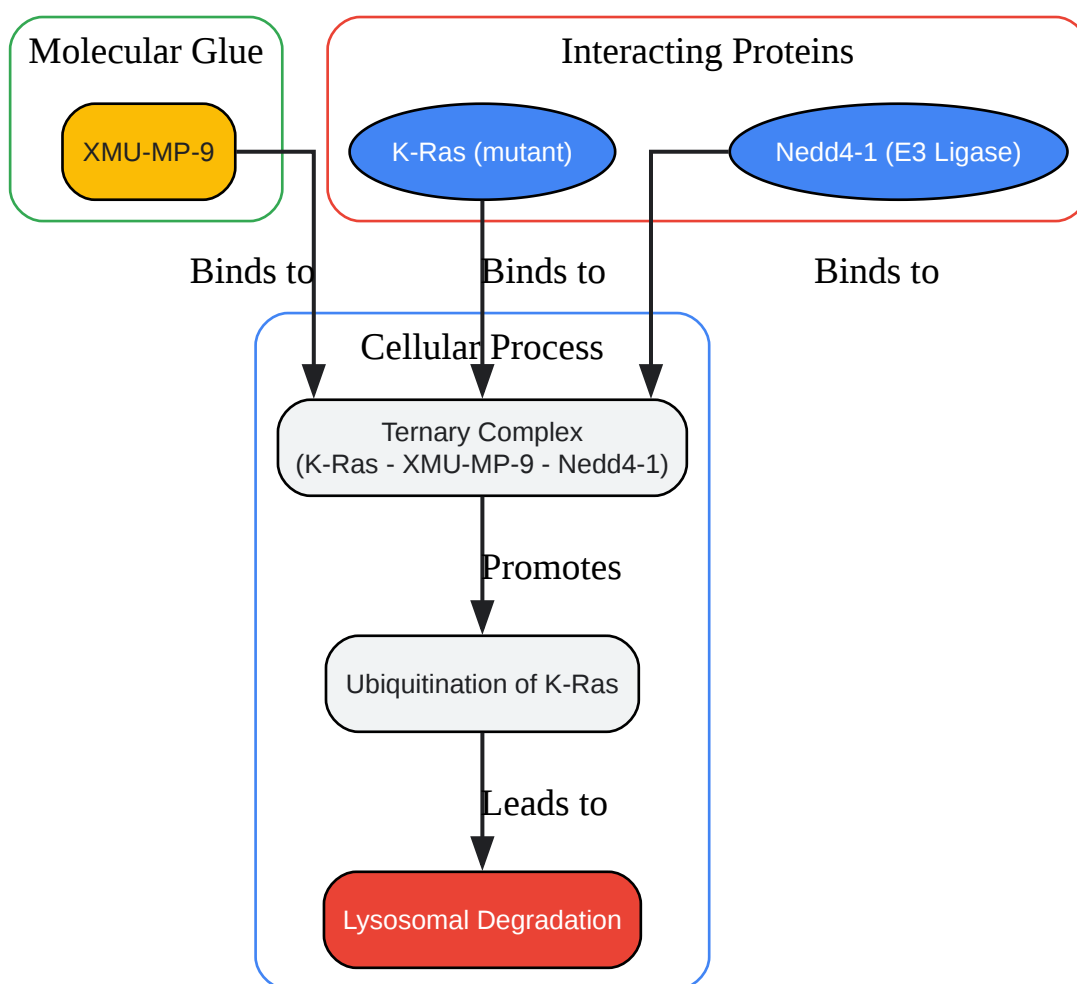 Molecular Glue
Interacting Proteins
XMU-MP-9
K-Ras (mutant)
Nedd4-1 (E3 Ligase)
Binds to
Binds to
Binds to
Cellular Process
Ternary Complex
(K-Ras - XMU-MP-9 - Nedd4-1)
Promotes
Ubiquitination of K-Ras
Leads to
Lysosomal Degradation